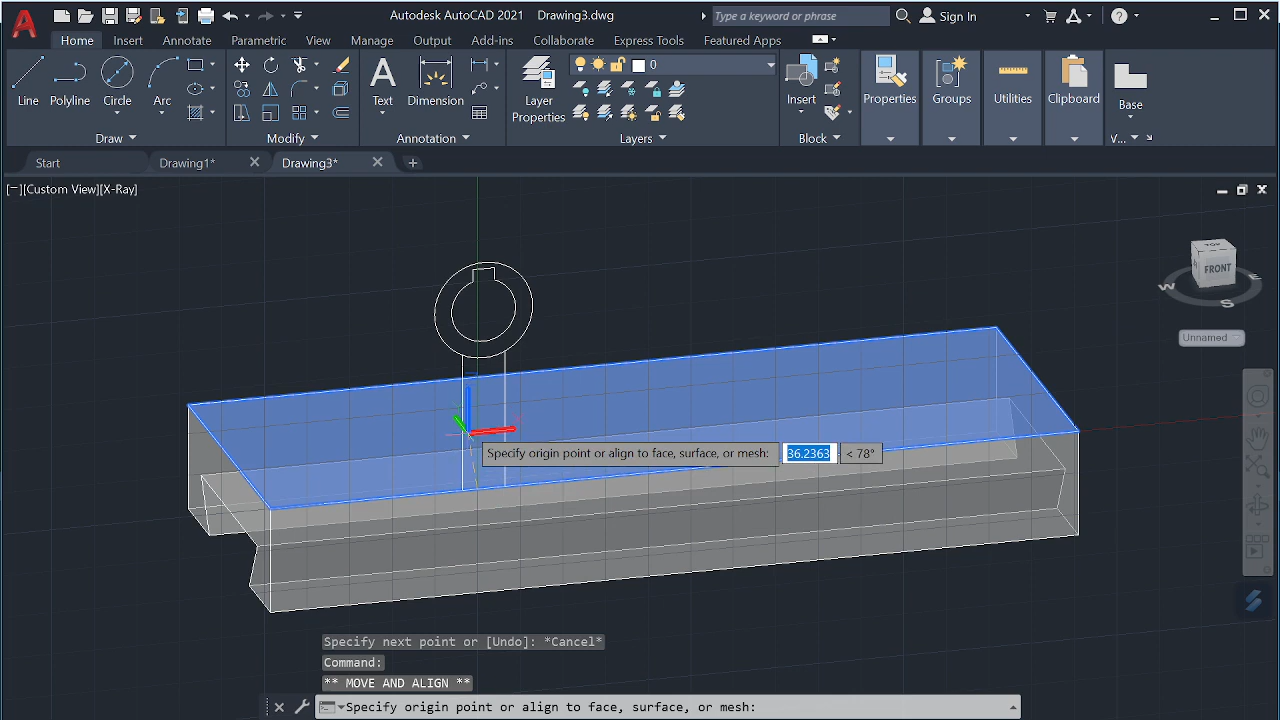 Autodesk AutoCAD 2021 Drawing3.dwg
Type a keyword or phrase
Sign In
Home Insert Annotate Parametric View Manage Output Add-ins Collaborate Express Tools Featured Apps
0
Line Polyline Circle Arc
Text Dimension
Layer
Properties
Insert
Properties Groups Utilities Clipboard Base
Draw Modify Annotation Layers Block V...
Start Drawing1* Drawing3*
[−][Custom View][X-Ray]
TOP
FRONT
W E
S
Unnamed
Specify origin point or align to face, surface, or mesh: 36.2363 < 78°
Specify next point or [Undo]: *Cancel*
Command:
** MOVE AND ALIGN **
Specify origin point or align to face, surface, or mesh: